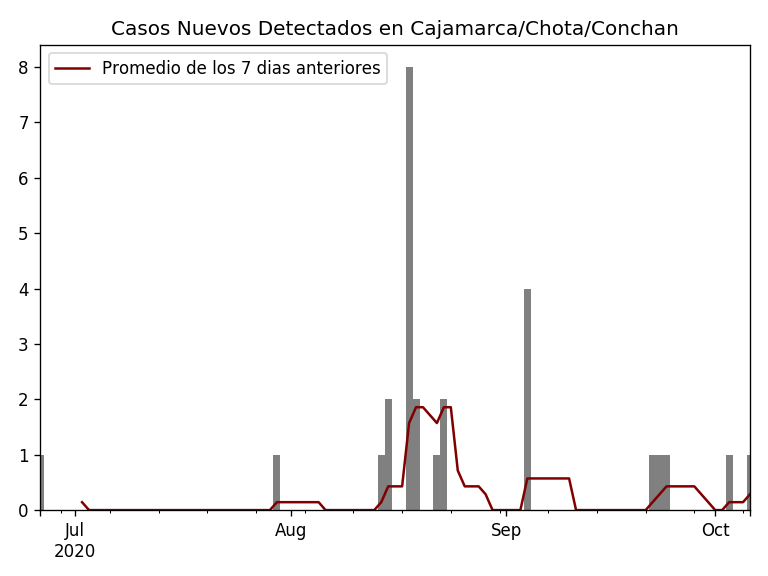 Casos Nuevos Detectados en Cajamarca/Chota/Conchan
Promedio de los 7 dias anteriores
8
7
6
5
4
3
2
1
0
Jul
2020
Aug
Sep
Oct